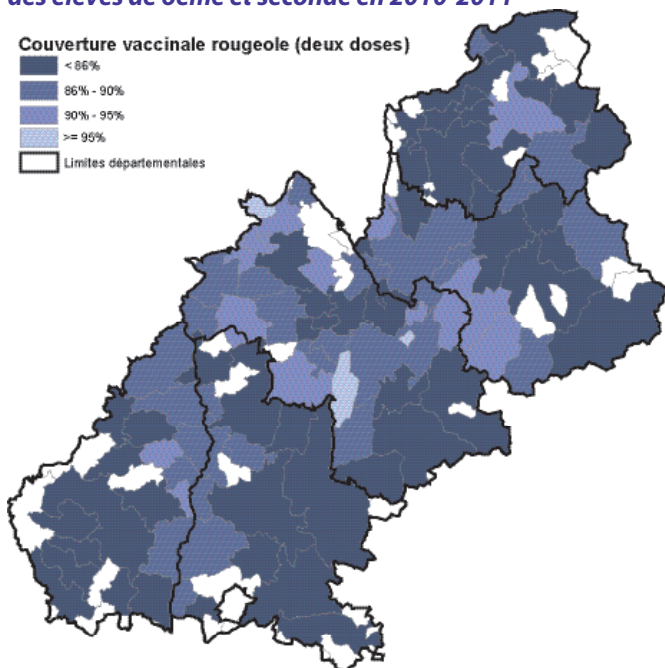 des élèves de 6ème et seconde en 2010-2011
Couverture vaccinale rougeole (deux doses)
< 86%
86% - 90%
90% - 95%
>= 95%
Limites départementales